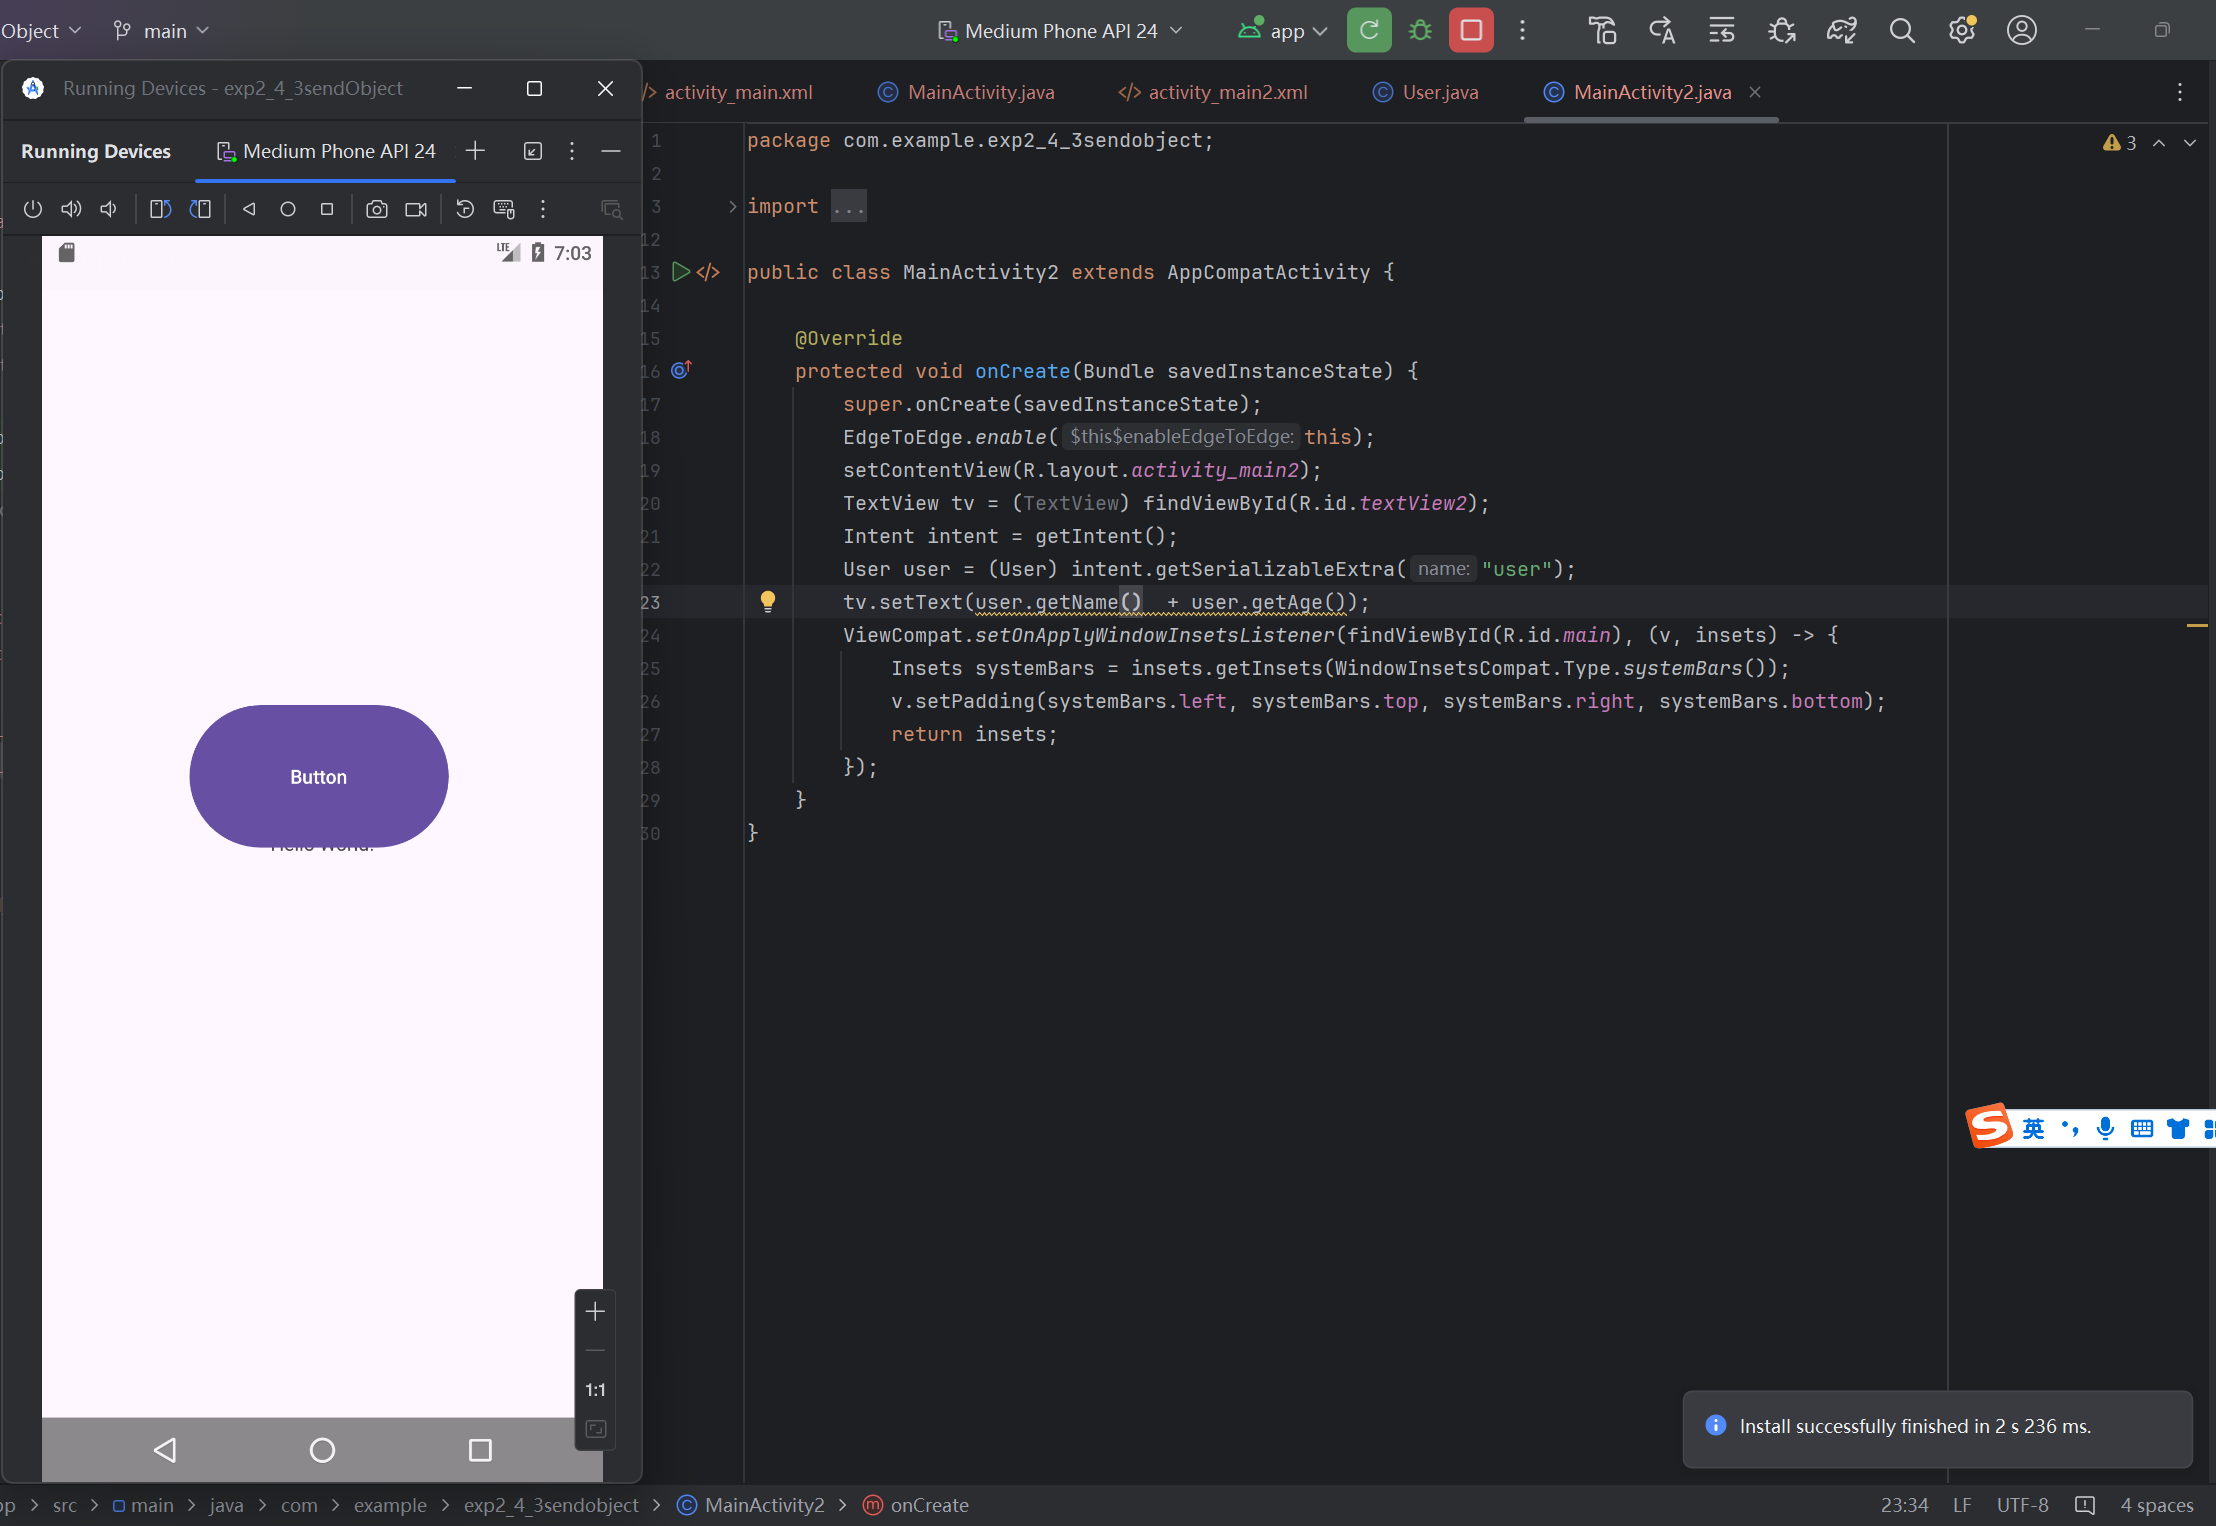 Object main Medium Phone API 24 app
Running Devices - exp2_4_3sendObject
activity_main.xml MainActivity.java activity_main2.xml User.java MainActivity2.java
Running Devices Medium Phone API 24
3
LTE 7:03
Button
Hello World!
1:1
1 package com.example.exp2_4_3sendobject;
2
3 import ...
12
13 public class MainActivity2 extends AppCompatActivity {
14
15 @Override
16 protected void onCreate(Bundle savedInstanceState) {
17 super.onCreate(savedInstanceState);
18 EdgeToEdge.enable( $this$enableEdgeToEdge: this);
19 setContentView(R.layout.activity_main2);
20 TextView tv = (TextView) findViewById(R.id.textView2);
21 Intent intent = getIntent();
22 User user = (User) intent.getSerializableExtra( name: "user");
23 tv.setText(user.getName()  + user.getAge());
24 ViewCompat.setOnApplyWindowInsetsListener(findViewById(R.id.main), (v, insets) -> {
25 Insets systemBars = insets.getInsets(WindowInsetsCompat.Type.systemBars());
26 v.setPadding(systemBars.left, systemBars.top, systemBars.right, systemBars.bottom);
27 return insets;
28 });
29 }
30 }
英
Install successfully finished in 2 s 236 ms.
src > main > java > com > example > exp2_4_3sendobject > MainActivity2 > onCreate
23:34 LF UTF-8 4 spaces